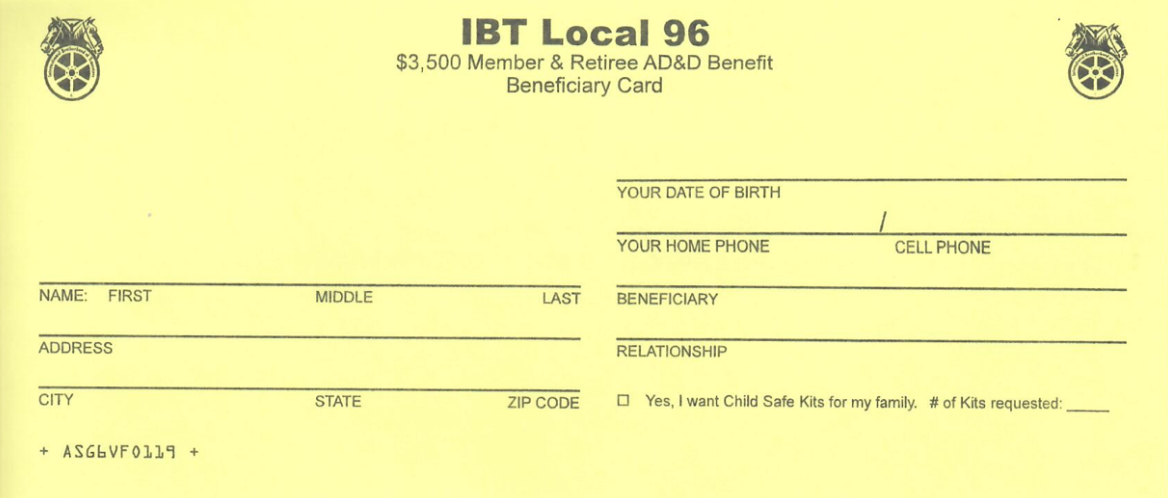 IBT Local 96
$3,500 Member & Retiree AD&D Benefit
Beneficiary Card
YOUR DATE OF BIRTH
/
YOUR HOME PHONE CELL PHONE
NAME: FIRST MIDDLE LAST
BENEFICIARY
ADDRESS
RELATIONSHIP
CITY STATE ZIP CODE
☐ Yes, I want Child Safe Kits for my family. # of Kits requested: _____
+ ASG6VF0119 +